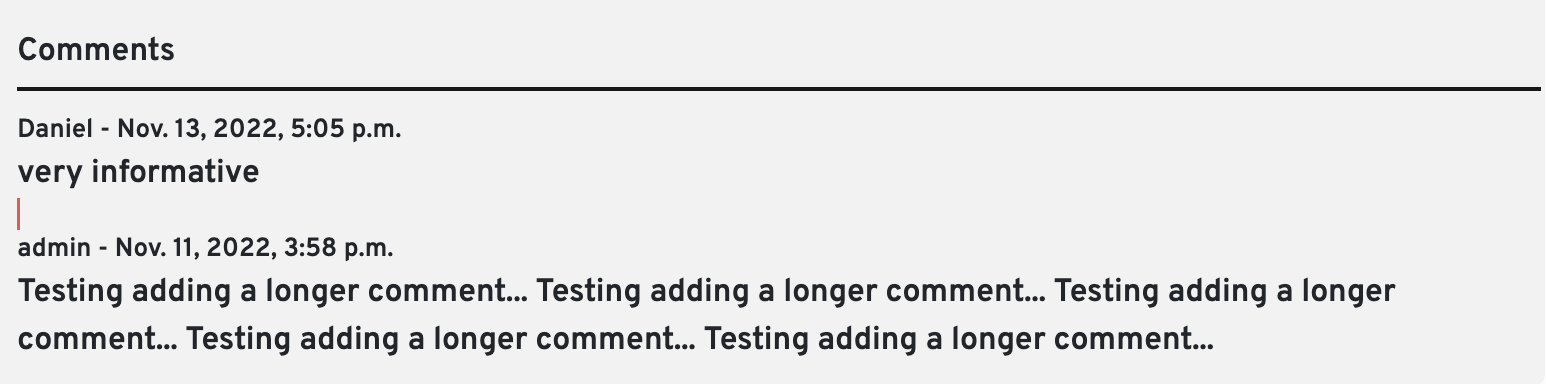 Comments
Daniel - Nov. 13, 2022, 5:05 p.m.
very informative
admin - Nov. 11, 2022, 3:58 p.m.
Testing adding a longer comment... Testing adding a longer comment... Testing adding a longer
comment... Testing adding a longer comment... Testing adding a longer comment...